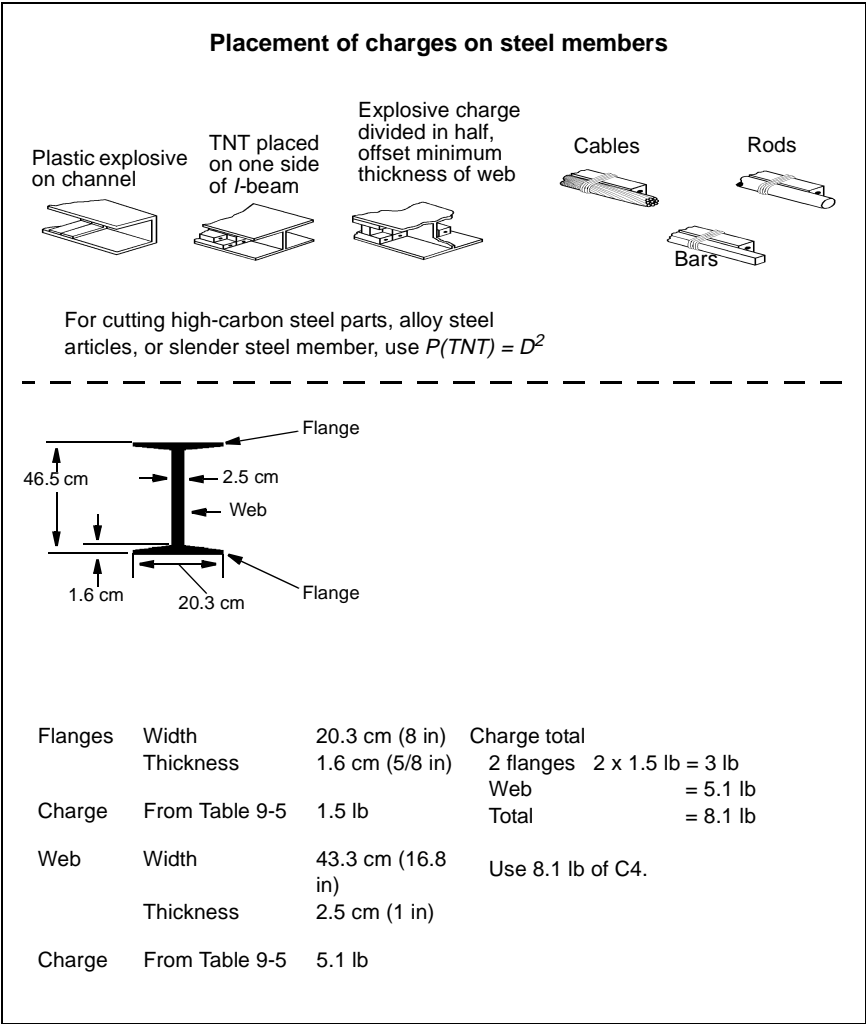 Placement of charges on steel members
Plastic explosive
on channel
TNT placed
on one side
of I-beam
Explosive charge
divided in half,
offset minimum
thickness of web
Cables
Rods
Bars
For cutting high-carbon steel parts, alloy steel
articles, or slender steel member, use P(TNT) = D²
Flange
46.5 cm
2.5 cm
Web
1.6 cm
20.3 cm
Flange
Flanges Width 20.3 cm (8 in) Charge total
Thickness 1.6 cm (5/8 in) 2 flanges 2 x 1.5 lb = 3 lb
Web = 5.1 lb
Charge From Table 9-5 1.5 lb Total = 8.1 lb
Web Width 43.3 cm (16.8
in)
Use 8.1 lb of C4.
Thickness 2.5 cm (1 in)
Charge From Table 9-5 5.1 lb